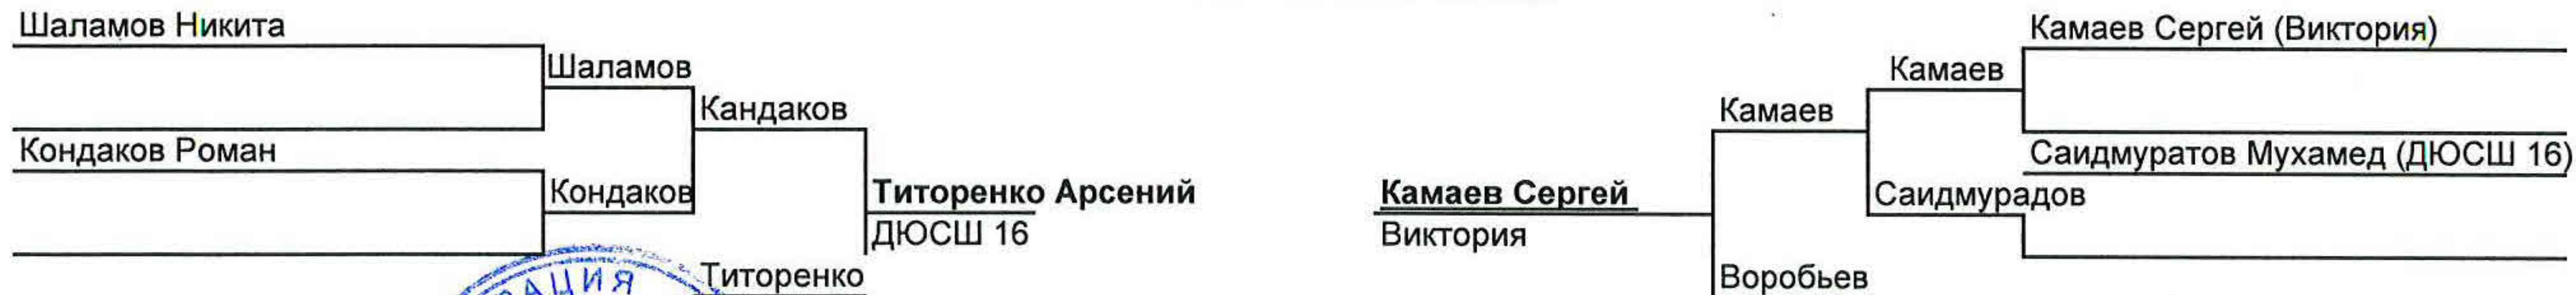 Шаламов Никита
Камаев Сергей (Виктория)
Шаламов
Камаев
Кандаков
Камаев
Кондаков Роман
Саидмуратов Мухамед (ДЮСШ 16)
Кондаков
Титоренко Арсений
Камаев Сергей
Саидмурадов
ДЮСШ 16
Виктория
Титоренко
Воробьев